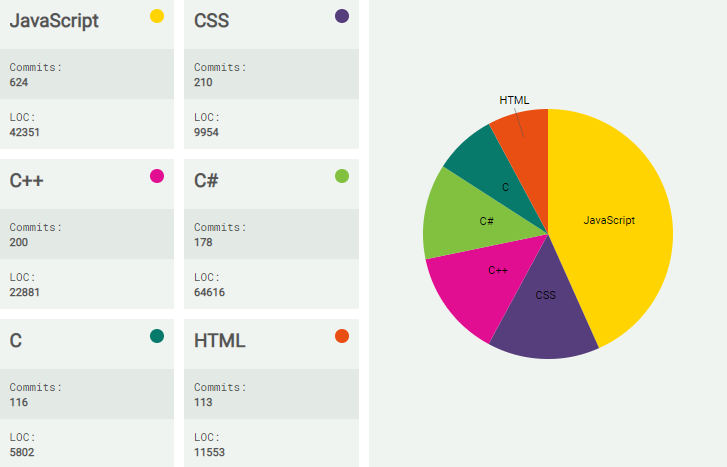 JavaScript
Commits:
624
LOC:
42351
CSS
Commits:
210
LOC:
9954
C++
Commits:
200
LOC:
22881
C#
Commits:
178
LOC:
64616
C
Commits:
116
LOC:
5802
HTML
Commits:
113
LOC:
11553
HTML
C
JavaScript
C#
C++
CSS